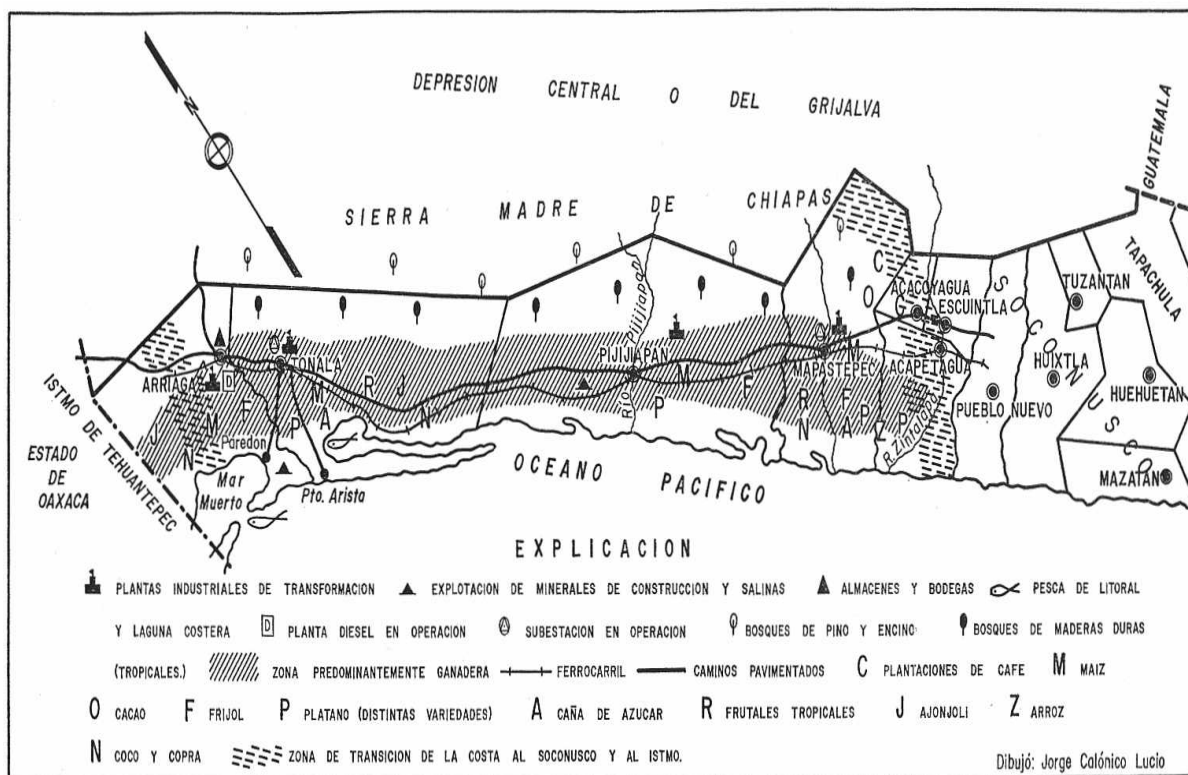 DEPRESION CENTRAL O DEL GRIJALVA
N
GUATEMALA
SIERRA MADRE DE CHIAPAS
TAPACHULA
C
O
ACACOYAGUA
ESCUINTLA
SOCONUSCO
TUZANTAN
Río Pijijiapan
ARRIAGA
D
TONALA
PIJIJIAPAN
MAPASTEPEC
M
ACAPETAGUA
HUIXTLA
HUEHUETAN
J M N F P M A R J N
P M F R N F A P Z P
PUEBLO NUEVO
R. Zintalapa
MAZATAN
ISTMO DE TEHUANTEPEC
ESTADO
DE
OAXACA
Paredon
Mar
Muerto
Pto. Arista
OCEANO PACIFICO
EXPLICACION
PLANTAS INDUSTRIALES DE TRANSFORMACION EXPLOTACION DE MINERALES DE CONSTRUCCION Y SALINAS ALMACENES Y BODEGAS PESCA DE LITORAL
Y LAGUNA COSTERA D PLANTA DIESEL EN OPERACION SUBESTACION EN OPERACION BOSQUES DE PINO Y ENCINO BOSQUES DE MADERAS DURAS
(TROPICALES.) ZONA PREDOMINANTEMENTE GANADERA FERROCARRIL CAMINOS PAVIMENTADOS C PLANTACIONES DE CAFE M MAIZ
O CACAO F FRIJOL P PLATANO (DISTINTAS VARIEDADES) A CAÑA DE AZUCAR R FRUTALES TROPICALES J AJONJOLI Z ARROZ
N COCO Y COPRA ZONA DE TRANSICION DE LA COSTA AL SOCONUSCO Y AL ISTMO.
Dibujó: Jorge Calónico Lucio